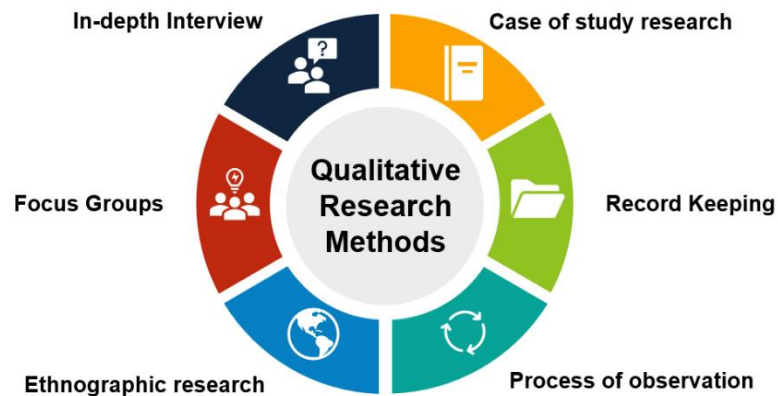 In-depth Interview
Case of study research
?
Focus Groups
Qualitative
Research
Methods
Record Keeping
Ethnographic research
Process of observation